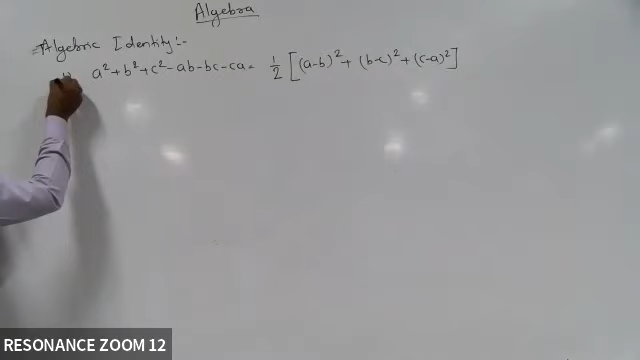 Algebra
Algebric Identity:-
a²+b²+c²-ab-bc-ca= 1/2 [(a-b)²+ (b-c)²+(c-a)²]
RESONANCE ZOOM 12